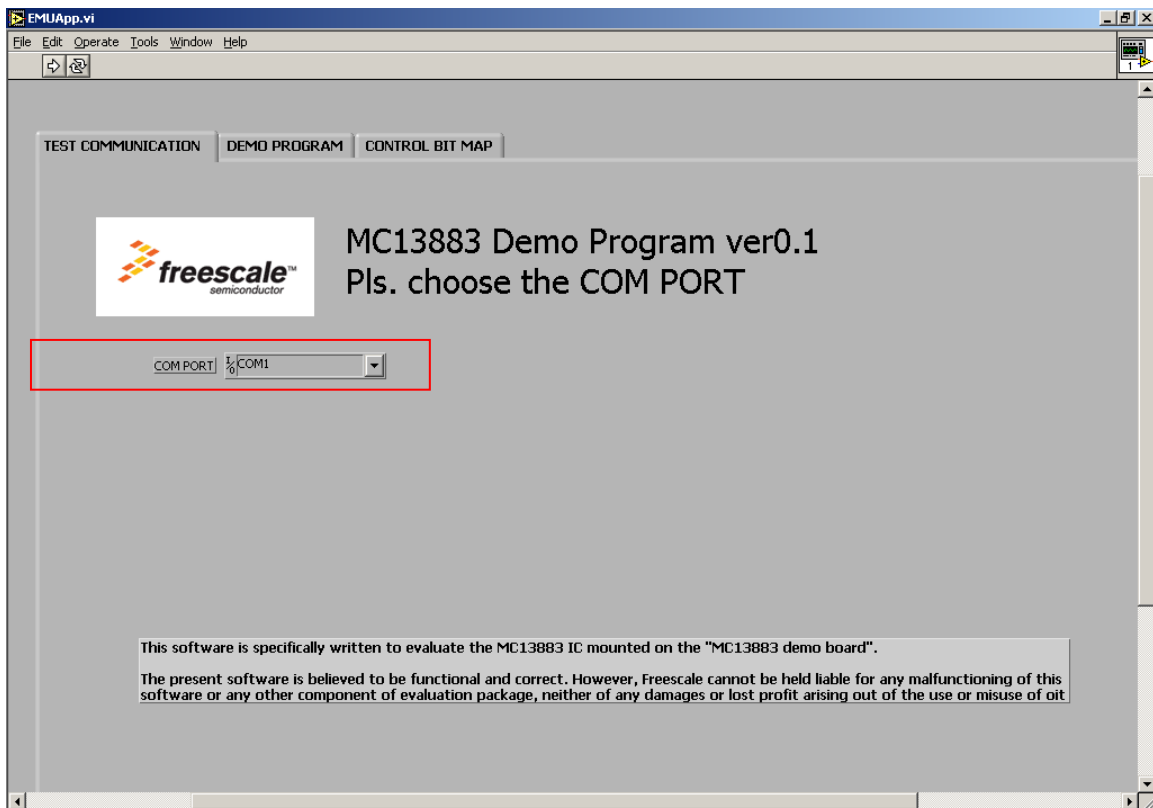 EMUApp.vi
File Edit Operate Tools Window Help
1
TEST COMMUNICATION DEMO PROGRAM CONTROL BIT MAP
freescale™
semiconductor
MC13883 Demo Program ver0.1
Pls. choose the COM PORT
COM PORT I/O COM1
This software is specifically written to evaluate the MC13883 IC mounted on the "MC13883 demo board".
The present software is believed to be functional and correct. However, Freescale cannot be held liable for any malfunctioning of this
software or any other component of evaluation package, neither of any damages or lost profit arising out of the use or misuse of oit